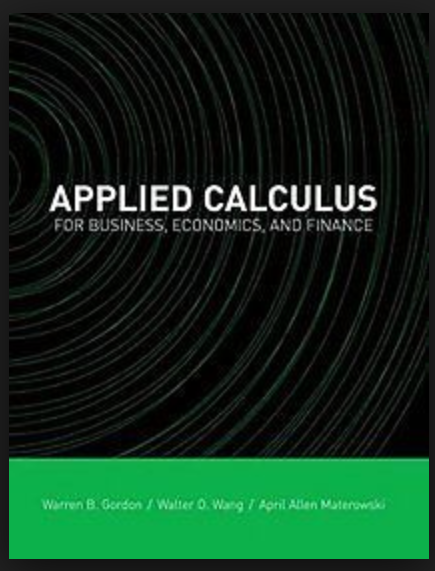 APPLIED CALCULUS
FOR BUSINESS, ECONOMICS, AND FINANCE
Warren B. Gordon / Walter O. Wang / April Allen Materowski